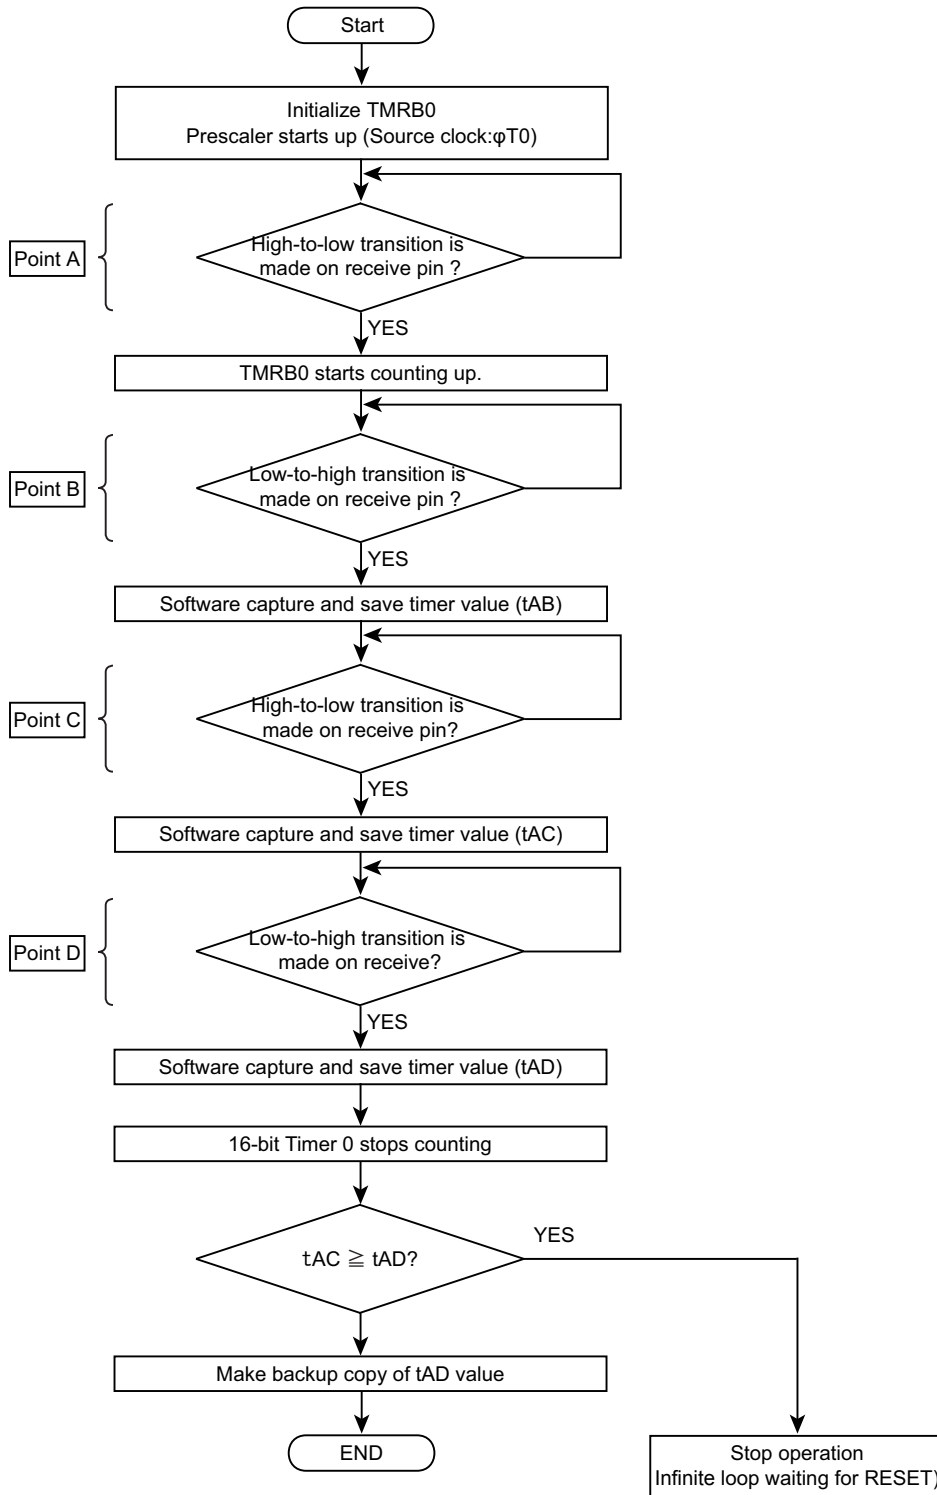 Start
Initialize TMRB0
Prescaler starts up (Source clock:φT0)
Point A
High-to-low transition is
made on receive pin ?
YES
TMRB0 starts counting up.
Point B
Low-to-high transition is
made on receive pin ?
YES
Software capture and save timer value (tAB)
Point C
High-to-low transition is
made on receive pin?
YES
Software capture and save timer value (tAC)
Point D
Low-to-high transition is
made on receive?
YES
Software capture and save timer value (tAD)
16-bit Timer 0 stops counting
tAC ≧ tAD?
YES
Make backup copy of tAD value
END
Stop operation
Infinite loop waiting for RESET)